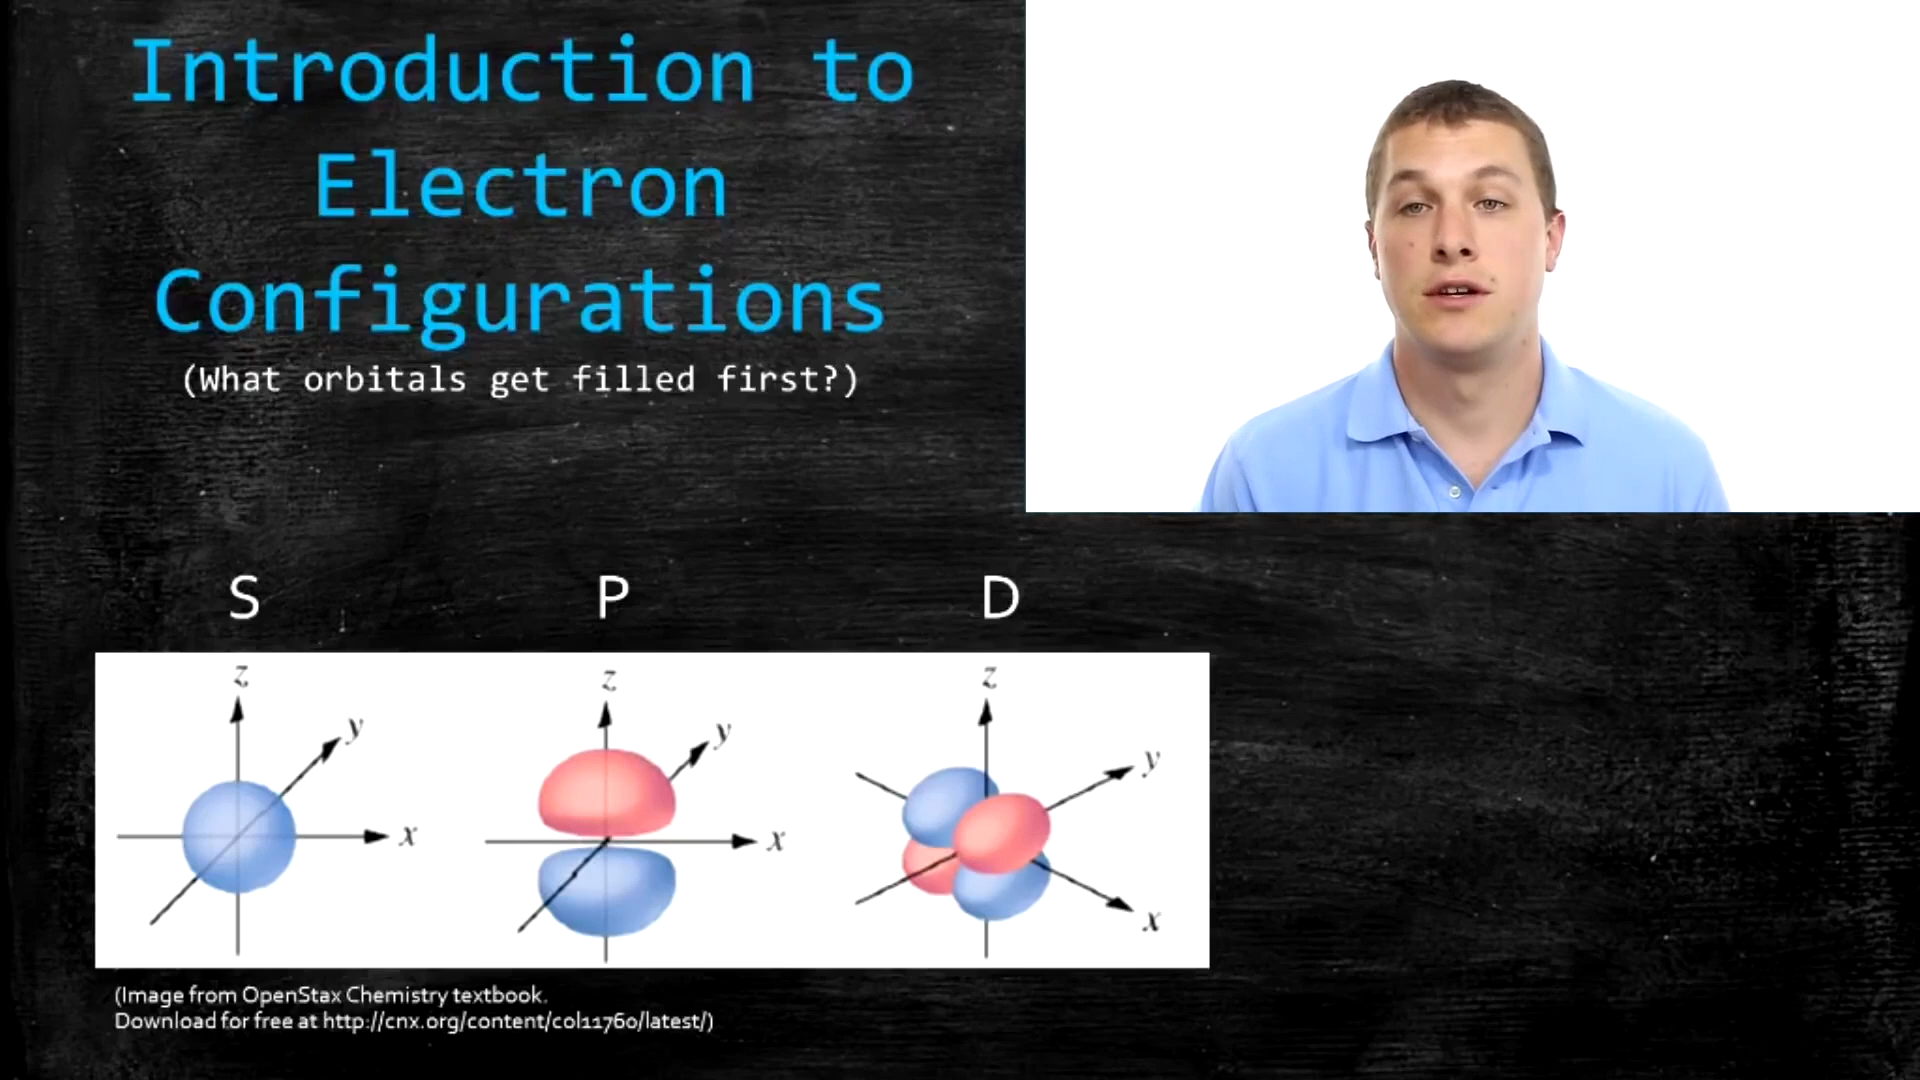 Introduction to
Electron
Configurations
(What orbitals get filled first?)
S P D
z z z
y y y
x x x
(Image from OpenStax Chemistry textbook.
Download for free at http://cnx.org/content/col11760/latest/)